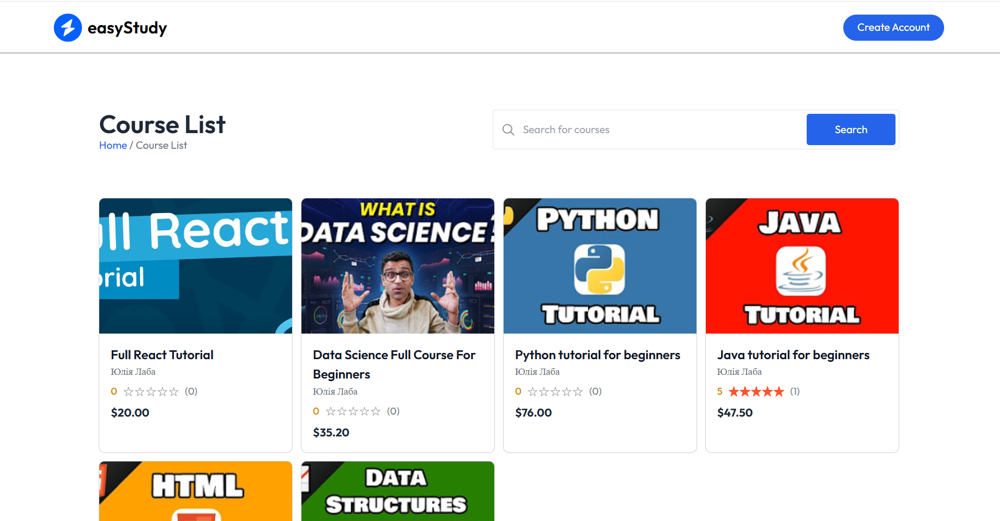 easyStudy
Create Account
Course List
Home / Course List
Search for courses
Search
ll React
orial
WHAT IS
DATA SCIENCE?
PYTHON
TUTORIAL
JAVA
TUTORIAL
Full React Tutorial
Юлія Лаба
0 ☆☆☆☆☆ (0)
$20.00
Data Science Full Course For
Beginners
Юлія Лаба
0 ☆☆☆☆☆ (0)
$35.20
Python tutorial for beginners
Юлія Лаба
0 ☆☆☆☆☆ (0)
$76.00
Java tutorial for beginners
Юлія Лаба
5 ★★★★★ (1)
$47.50
HTML
DATA
STRUCTURES